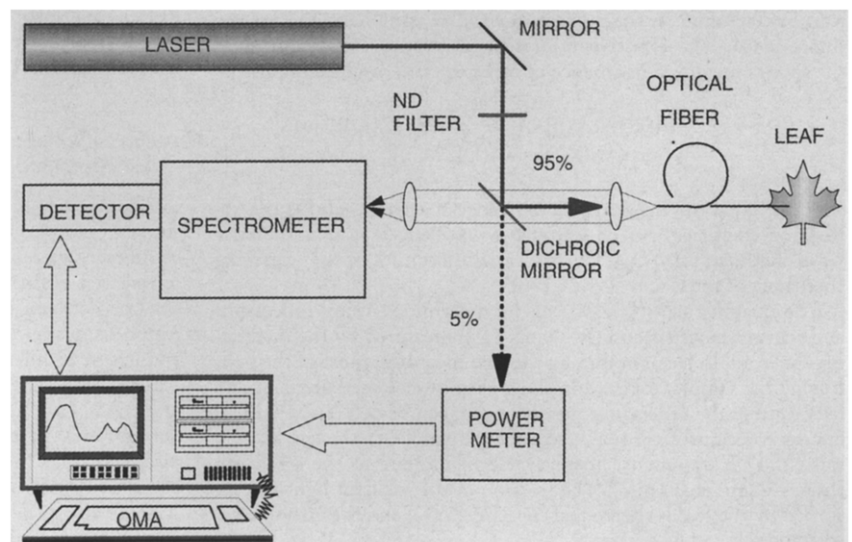 LASER
MIRROR
ND
FILTER
OPTICAL
FIBER
LEAF
95%
DETECTOR
SPECTROMETER
DICHROIC
MIRROR
5%
POWER
METER
OMA